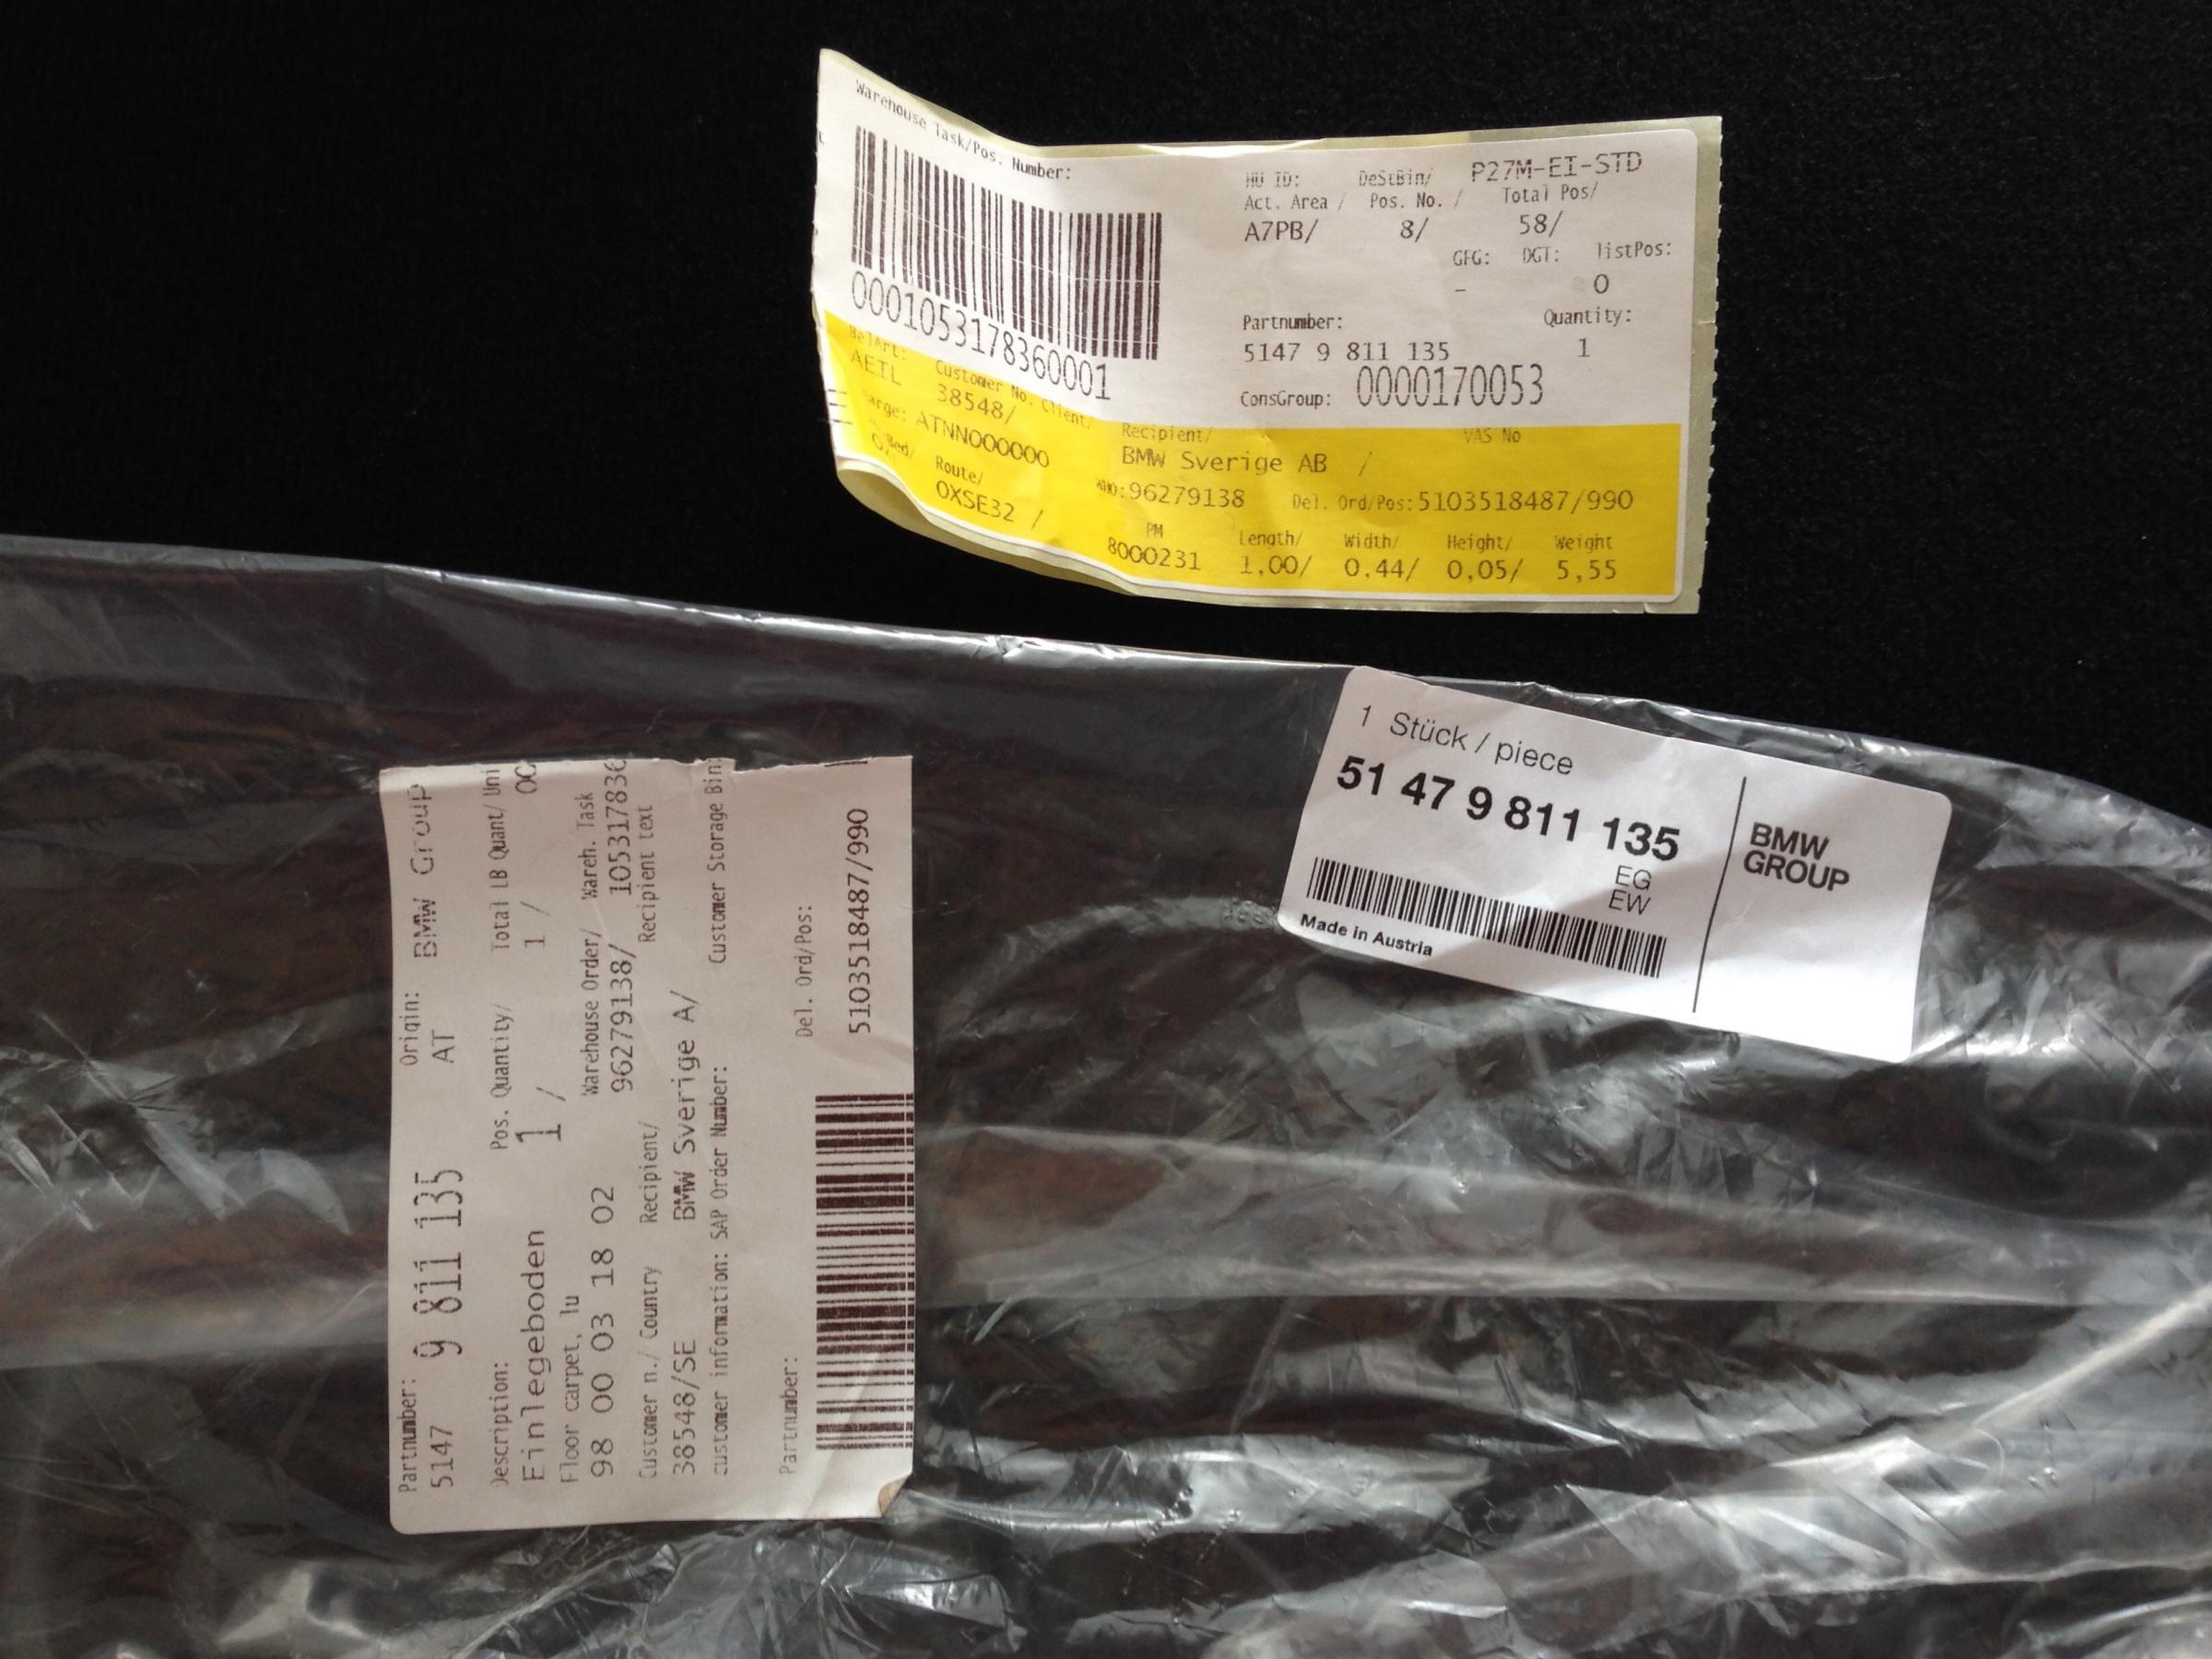 Warehouse Task/Pos. Number:
0001053178360001
HU ID: DeStBin/ P27M-EI-STD
Act. Area / Pos. No. / Total Pos/
A7PB/ 8/ 58/
GFG: DGT: listPos:
- 0
Partnumber: Quantity:
5147 9 811 135 1
ConsGroup: 0000170053
AETL Customer No. Client/
38548/
ATNN000000
Route/
OXSE32 /
Recipient/ VAS No
BMW Sverige AB /
96279138 Del. Ord/Pos: 5103518487/990
PM Length/ Width/ Height/ Weight
8000231 1,00/ 0,44/ 0,05/ 5,55
1 Stück / piece
51 47 9 811 135
EG
EW
Made in Austria
BMW
GROUP
Partnumber: Origin: BMW Group
5147 9 811 135 AT
Description: Pos. Quantity/ Total LB Quant/ Uni
Einlegeboden 1 / 1 /
Floor carpet, lu
98 00 03 18 02 Warehouse Order/ Wareh. Task
96279138/ 105317836
Customer n./ Country Recipient/ Recipient text
38548/SE BMW Sverige A/
customer information: SAP Order Number: Customer Storage Bin:
Partnumber: Del. Ord/Pos:
5103518487/990